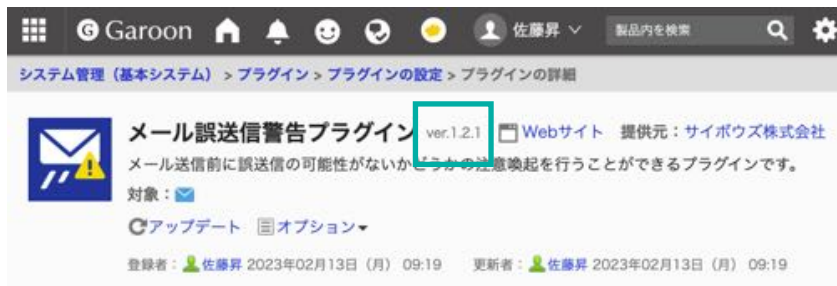 Garoon 佐藤昇 製品内を検索
システム管理（基本システム） > プラグイン > プラグインの設定 > プラグインの詳細
メール誤送信警告プラグイン ver.1.2.1 Webサイト 提供元：サイボウズ株式会社
メール送信前に誤送信の可能性がないかどうかの注意喚起を行うことができるプラグインです。
対象：
アップデート オプション
登録者：佐藤昇 2023年02月13日（月） 09:19 更新者：佐藤昇 2023年02月13日（月） 09:19